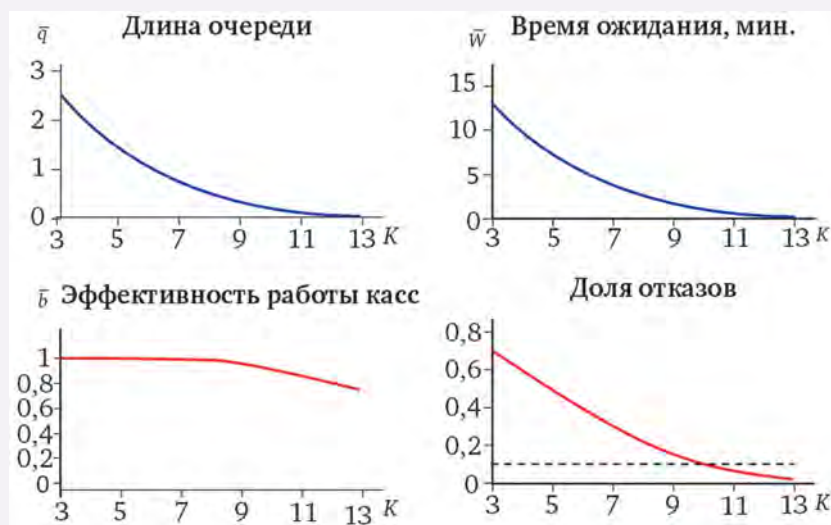 q̅ Длина очереди
3
2
1
0
3 5 7 9 11 13 K
W̅ Время ожидания, мин.
15
10
5
0
3 5 7 9 11 13 K
b̅ Эффективность работы касс
1
0,8
0,6
0,4
0,2
0
3 5 7 9 11 13 K
Доля отказов
0,8
0,6
0,4
0,2
0
3 5 7 9 11 13 K